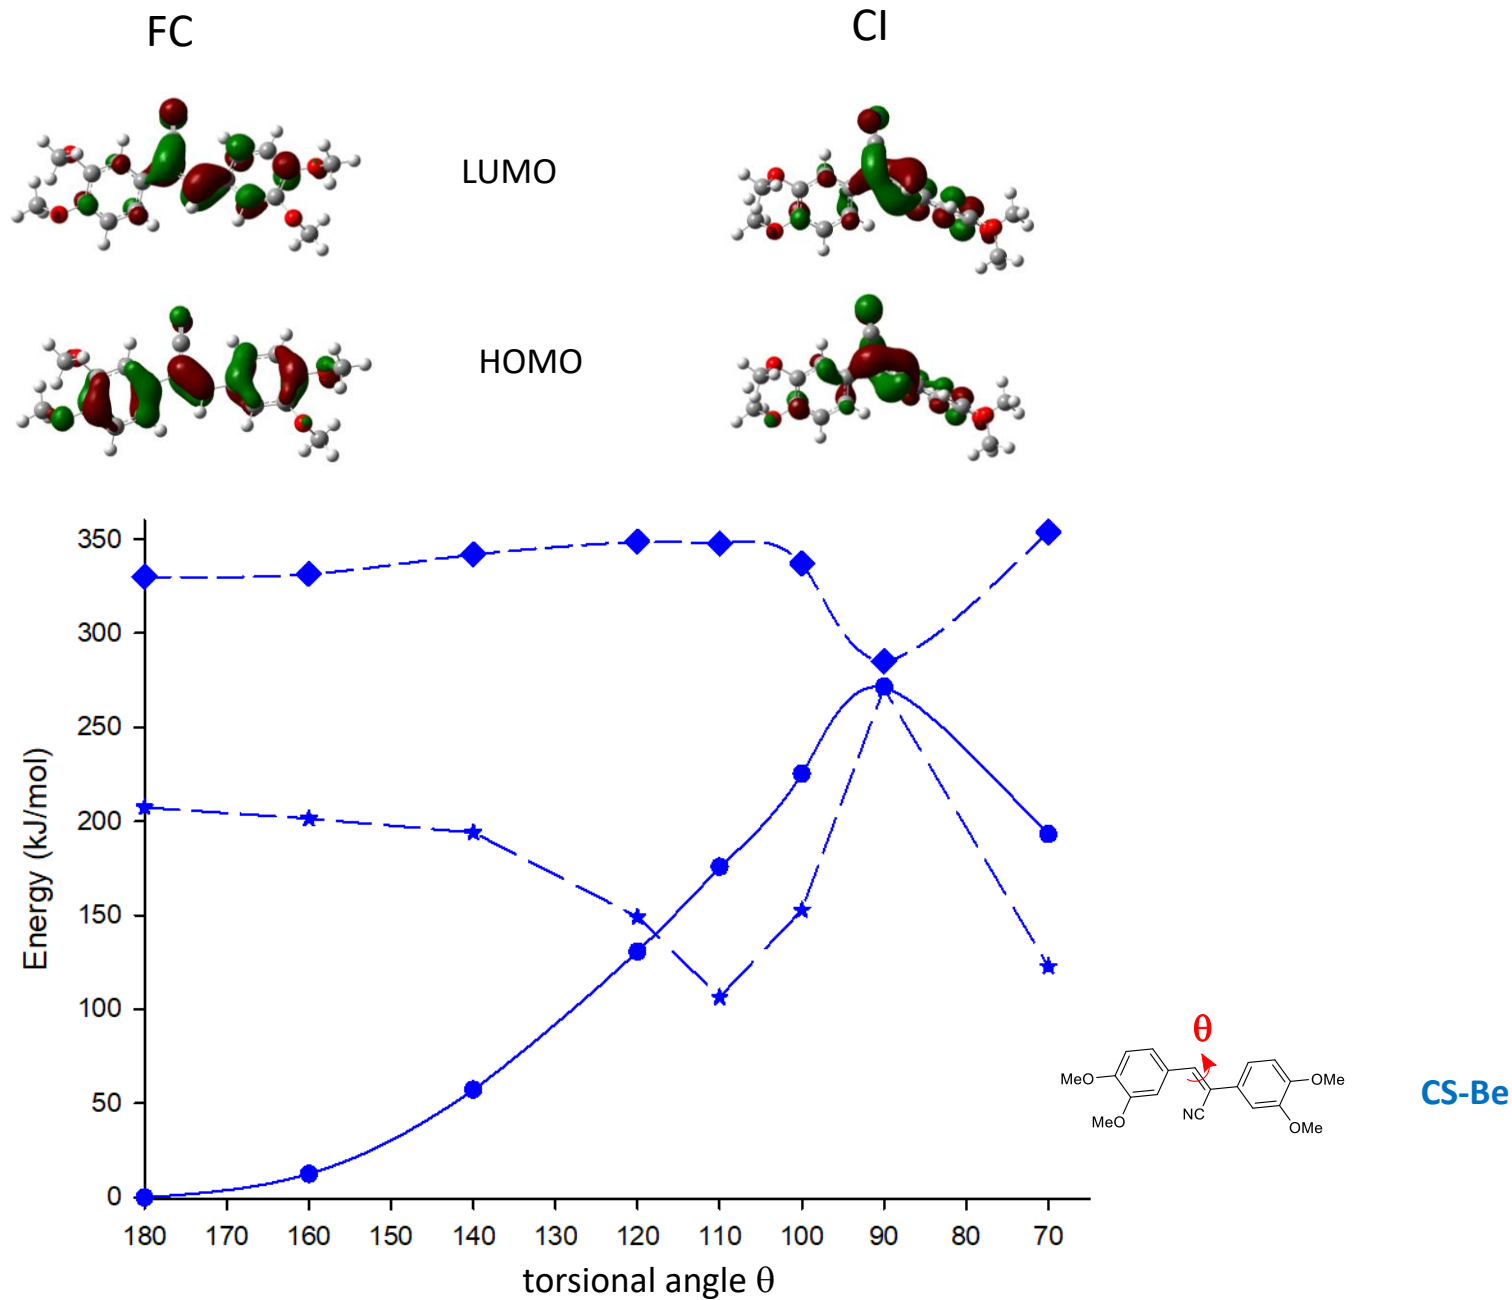 FC
CI
LUMO
HOMO
350
300
250
200
150
100
50
0
Energy (kJ/mol)
180 170 160 150 140 130 120 110 100 90 80 70
torsional angle θ
θ
MeO
MeO
NC
OMe
OMe
CS-Be